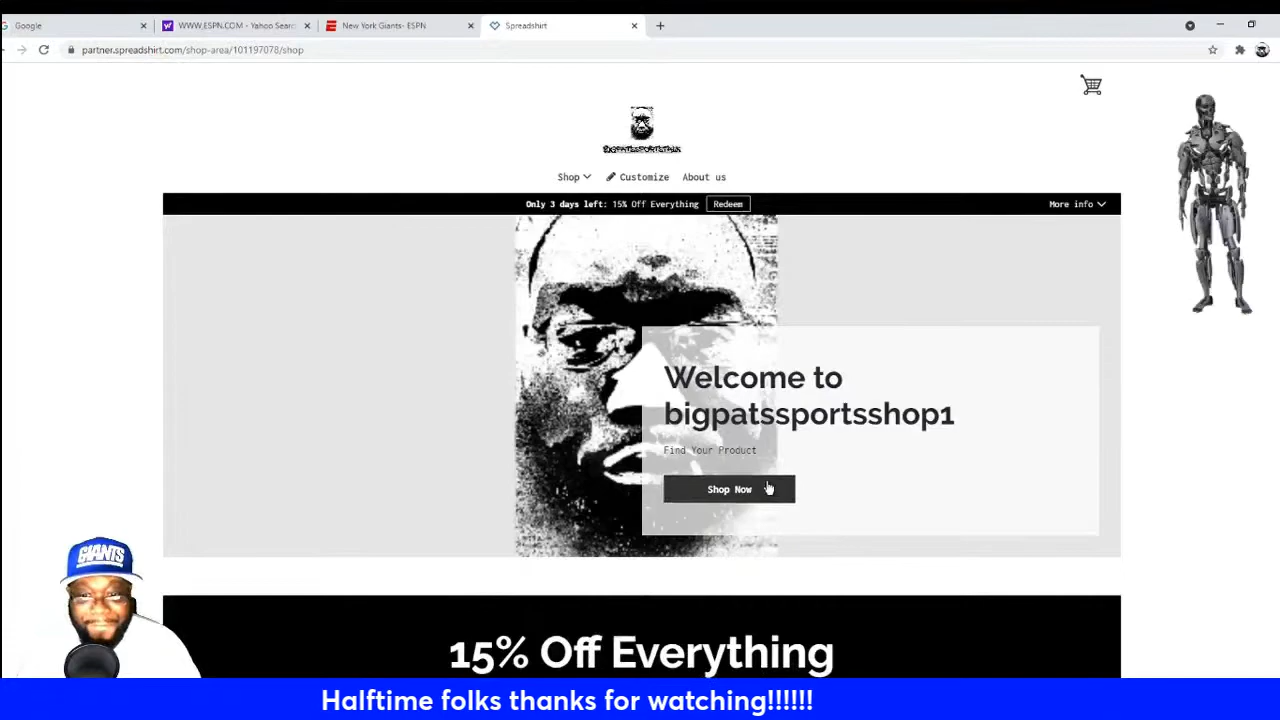 Google
WWW.ESPN.COM - Yahoo Searc
New York Giants- ESPN
Spreadshirt
partner.spreadshirt.com/shop-area/101197078/shop
BIGPATSSPORTSTALK
Shop
Customize
About us
Only 3 days left: 15% Off Everything
Redeem
More info
Welcome to
bigpatssportsshop1
Find Your Product
Shop Now
GIANTS
15% Off Everything
Halftime folks thanks for watching!!!!!!